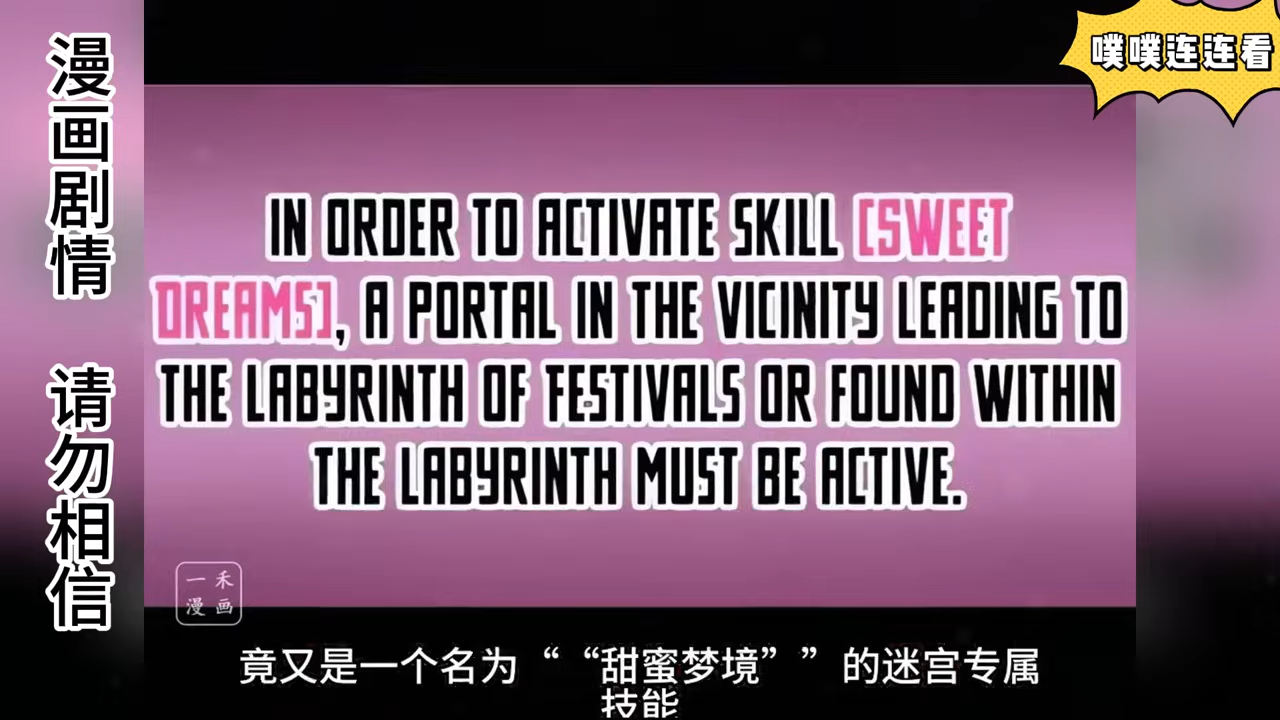 漫画剧情 请勿相信
噗噗连连看
IN ORDER TO ACTIVATE SKILL [SWEET
DREAMS], A PORTAL IN THE VICINITY LEADING TO
THE LABYRINTH OF FESTIVALS OR FOUND WITHIN
THE LABYRINTH MUST BE ACTIVE.
一禾
漫画
竟又是一个名为““甜蜜梦境””的迷宫专属
技能